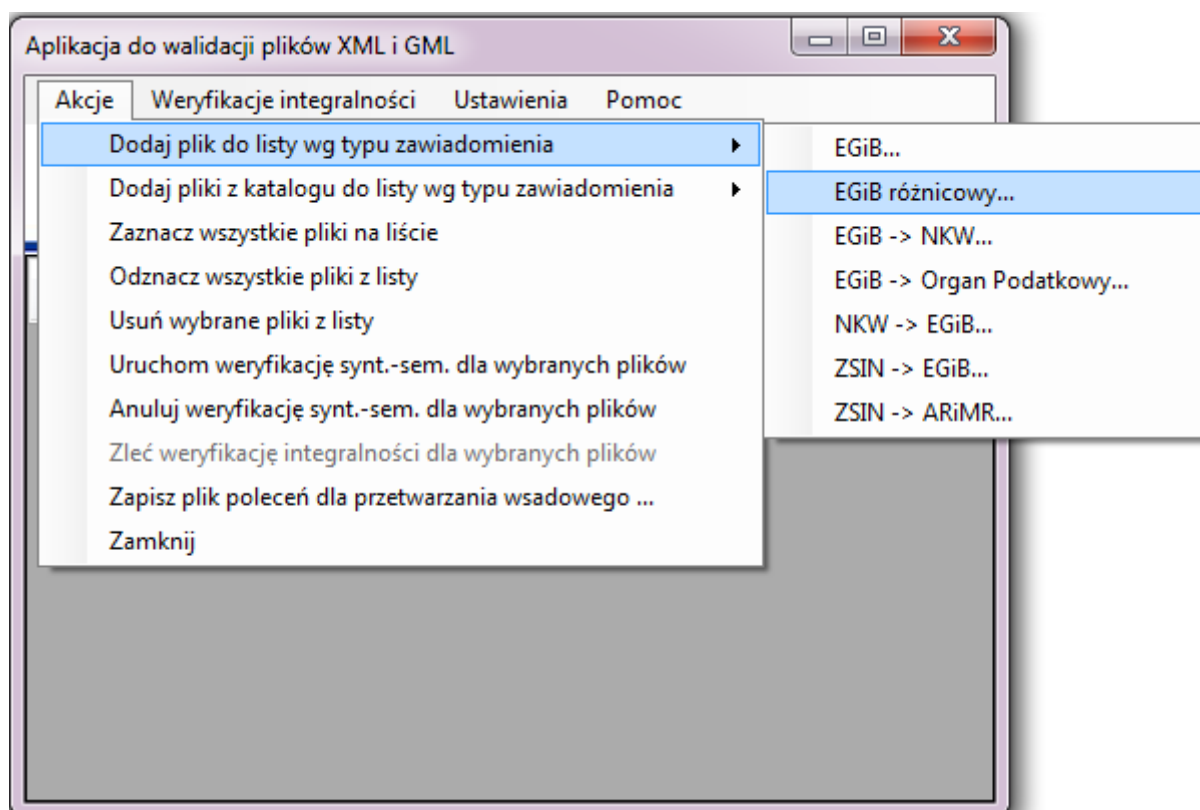 Aplikacja do walidacji plików XML i GML
Akcje Weryfikacje integralności Ustawienia Pomoc
Dodaj plik do listy wg typu zawiadomienia
Dodaj pliki z katalogu do listy wg typu zawiadomienia
Zaznacz wszystkie pliki na liście
Odznacz wszystkie pliki z listy
Usuń wybrane pliki z listy
Uruchom weryfikację synt.-sem. dla wybranych plików
Anuluj weryfikację synt.-sem. dla wybranych plików
Zleć weryfikację integralności dla wybranych plików
Zapisz plik poleceń dla przetwarzania wsadowego ...
Zamknij
EGiB...
EGiB różnicowy...
EGiB -> NKW...
EGiB -> Organ Podatkowy...
NKW -> EGiB...
ZSIN -> EGiB...
ZSIN -> ARiMR...